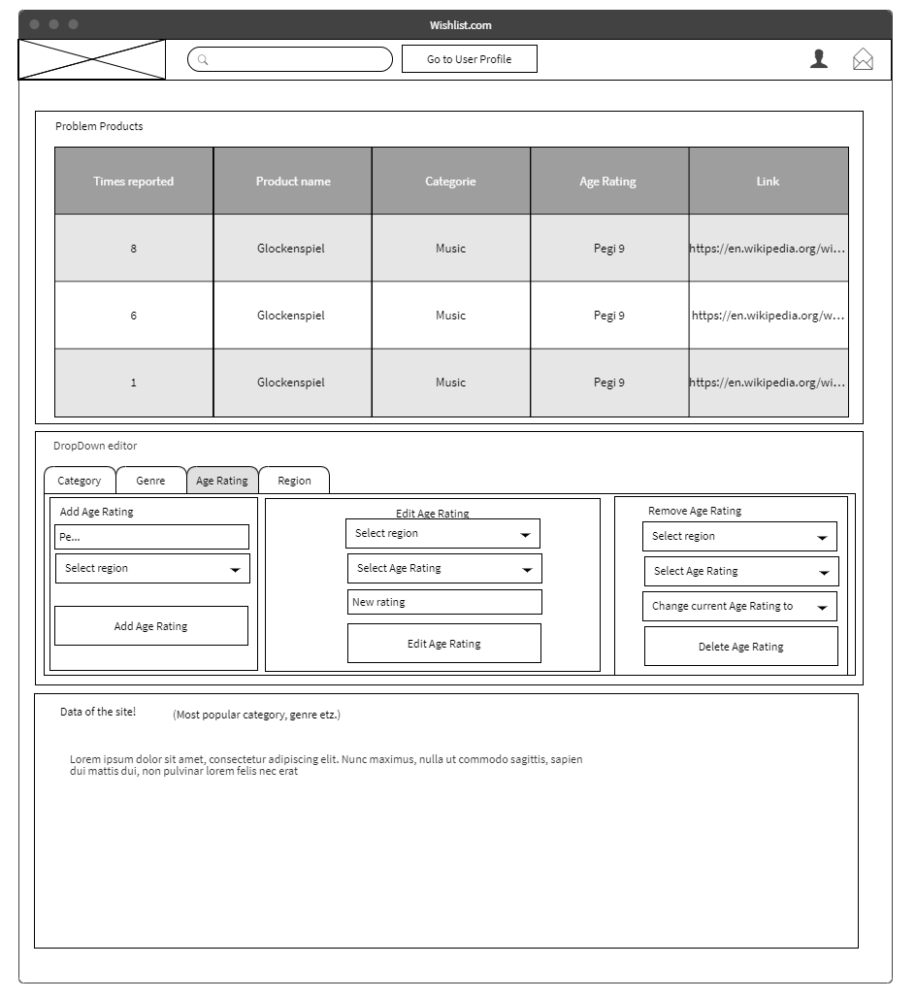 Wishlist.com
Go to User Profile
Problem Products
Times reported Product name Categorie Age Rating Link
8 Glockenspiel Music Pegi 9 https://en.wikipedia.org/wi...
6 Glockenspiel Music Pegi 9 https://en.wikipedia.org/w...
1 Glockenspiel Music Pegi 9 https://en.wikipedia.org/wi...
DropDown editor
Category Genre Age Rating Region
Add Age Rating
Pe...
Select region
Add Age Rating
Edit Age Rating
Select region
Select Age Rating
New rating
Edit Age Rating
Remove Age Rating
Select region
Select Age Rating
Change current Age Rating to
Delete Age Rating
Data of the site! (Most popular category, genre etz.)
Lorem ipsum dolor sit amet, consectetur adipiscing elit. Nunc maximus, nulla ut commodo sagittis, sapien
dui mattis dui, non pulvinar lorem felis nec erat